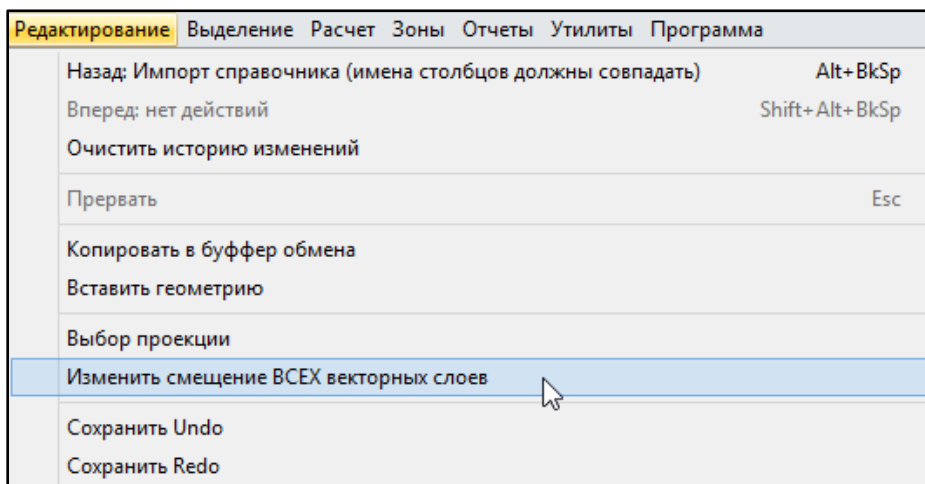 Редактирование Выделение Расчет Зоны Отчеты Утилиты Программа
Назад: Импорт справочника (имена столбцов должны совпадать) Alt+BkSp
Вперед: нет действий Shift+Alt+BkSp
Очистить историю изменений
Прервать Esc
Копировать в буффер обмена
Вставить геометрию
Выбор проекции
Изменить смещение ВСЕХ векторных слоев
Сохранить Undo
Сохранить Redo